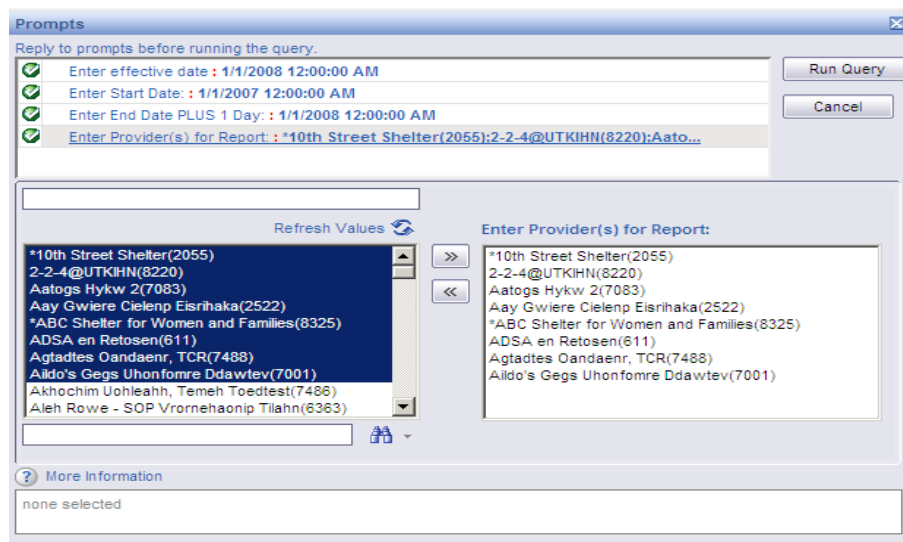 Prompts
Reply to prompts before running the query.
Enter effective date : 1/1/2008 12:00:00 AM
Enter Start Date: : 1/1/2007 12:00:00 AM
Enter End Date PLUS 1 Day: : 1/1/2008 12:00:00 AM
Enter Provider(s) for Report: : *10th Street Shelter(2055);2-2-4@UTKIHN(8220);Aato...
Run Query
Cancel
Refresh Values
*10th Street Shelter(2055)
2-2-4@UTKIHN(8220)
Aatogs Hykw 2(7083)
Aay Gwiere Cielenp Eisrihaka(2522)
*ABC Shelter for Women and Families(8325)
ADSA en Retosen(611)
Agtadtes Oandaenr, TCR(7488)
Aildo's Gegs Uhonfomre Ddawtev(7001)
Akhochim Uohleahh, Temeh Toedtest(7486)
Aleh Rowe - SOP Vrornehaonip Tilahn(6363)
>>
<<
Enter Provider(s) for Report:
*10th Street Shelter(2055)
2-2-4@UTKIHN(8220)
Aatogs Hykw 2(7083)
Aay Gwiere Cielenp Eisrihaka(2522)
*ABC Shelter for Women and Families(8325)
ADSA en Retosen(611)
Agtadtes Oandaenr, TCR(7488)
Aildo's Gegs Uhonfomre Ddawtev(7001)
? More Information
none selected